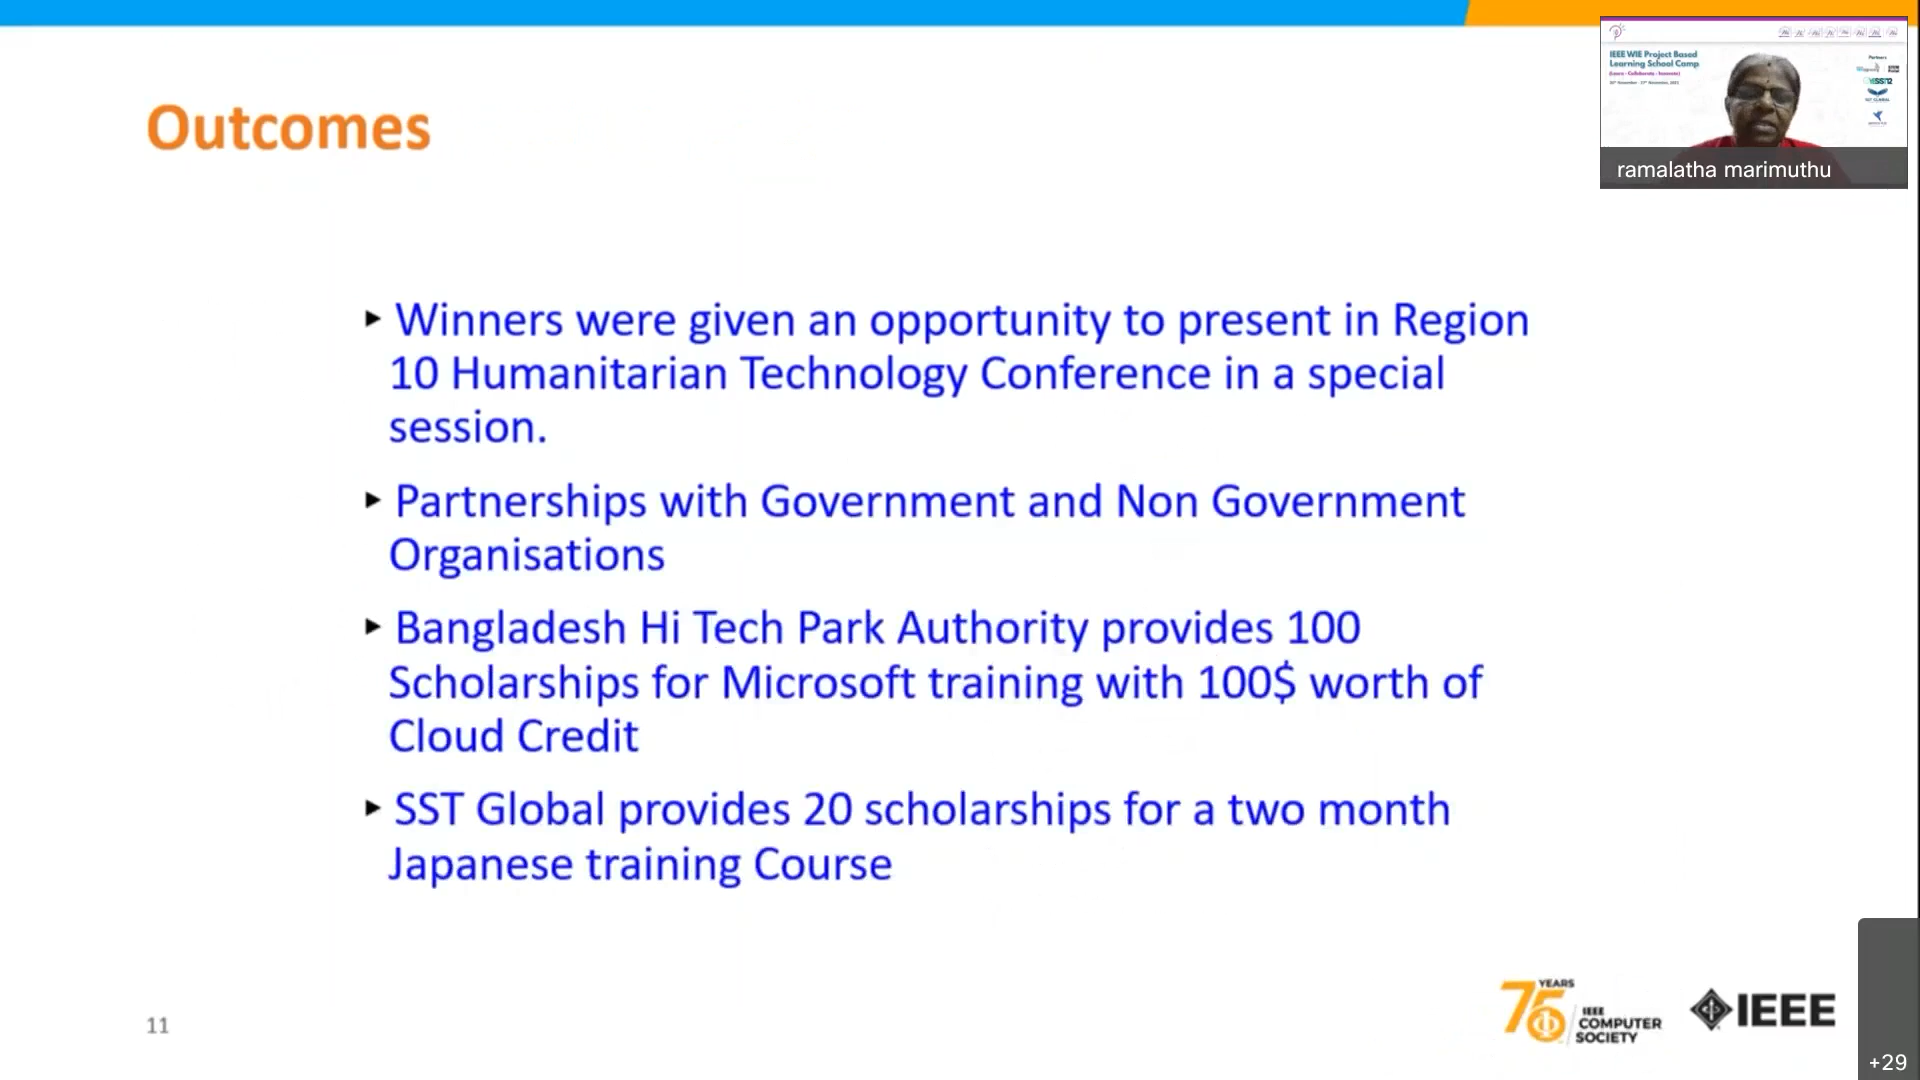 Outcomes
IEEE WIE Project Based
Learning School Camp
Partners
ramalatha marimuthu
▸ Winners were given an opportunity to present in Region
10 Humanitarian Technology Conference in a special
session.
▸ Partnerships with Government and Non Government
Organisations
▸ Bangladesh Hi Tech Park Authority provides 100
Scholarships for Microsoft training with 100$ worth of
Cloud Credit
▸ SST Global provides 20 scholarships for a two month
Japanese training Course
11
75 YEARS
IEEE
COMPUTER
SOCIETY
IEEE
+29